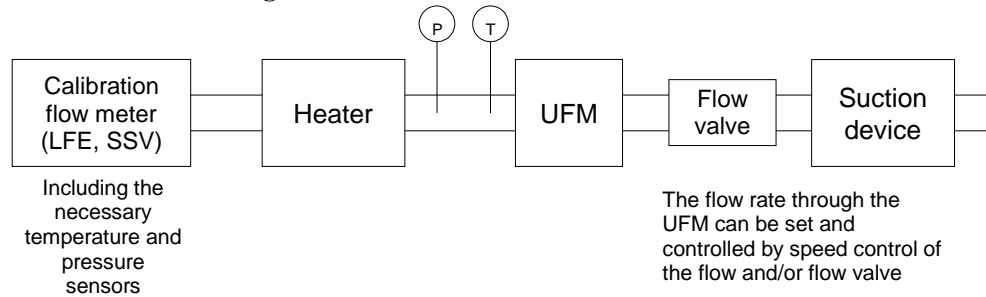 P T
Calibration
flow meter
(LFE, SSV)
Heater
UFM
Flow
valve
Suction
device
Including the
necessary
temperature and
pressure
sensors
The flow rate through the
UFM can be set and
controlled by speed control of
the flow and/or flow valve